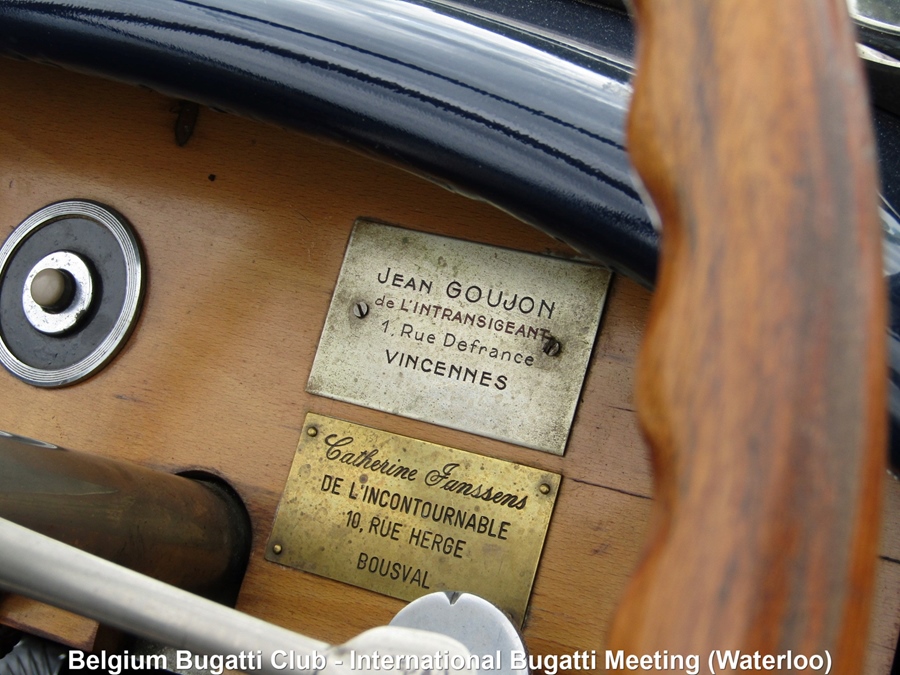 JEAN GOUJON
de L'INTRANSIGEANT
1, Rue Defrance
VINCENNES
Catherine Janssens
DE L'INCONTOURNABLE
10, RUE HERGE
BOUSVAL
Belgium Bugatti Club - International Bugatti Meeting (Waterloo)